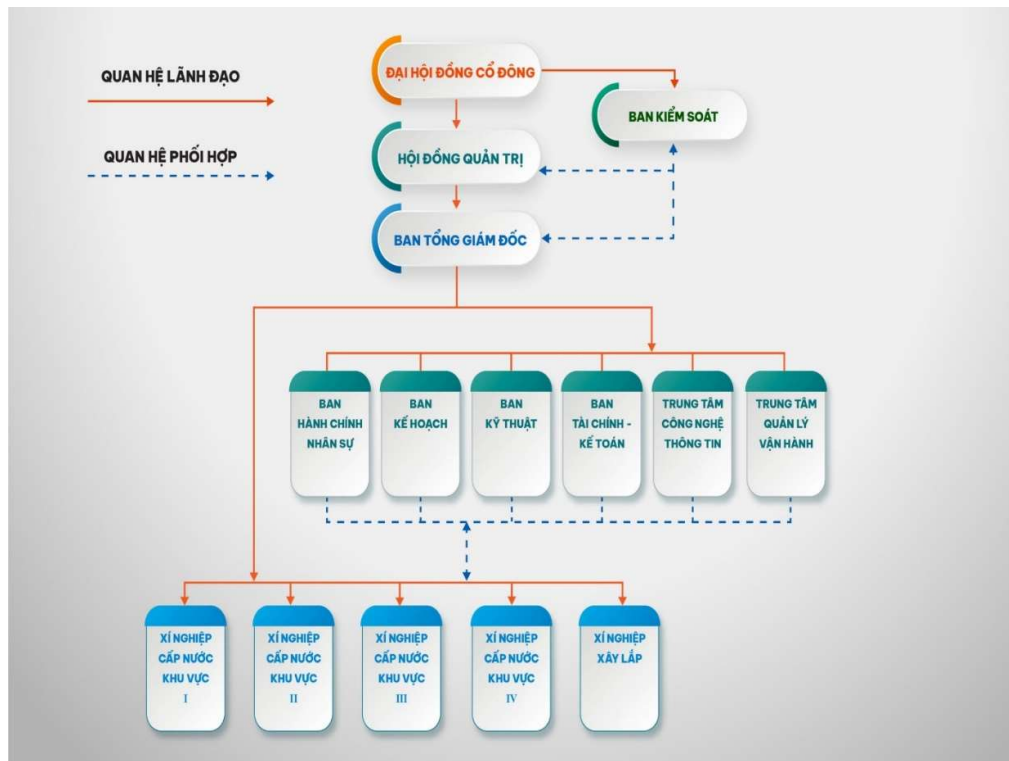 QUAN HỆ LÃNH ĐẠO
QUAN HỆ PHỐI HỢP
ĐẠI HỘI ĐỒNG CỔ ĐÔNG
BAN KIỂM SOÁT
HỘI ĐỒNG QUẢN TRỊ
BAN TỔNG GIÁM ĐỐC
BAN
HÀNH CHÍNH
NHÂN SỰ
BAN
KẾ HOẠCH
BAN
KỸ THUẬT
BAN
TÀI CHÍNH -
KẾ TOÁN
TRUNG TÂM
CÔNG NGHỆ
THÔNG TIN
TRUNG TÂM
QUẢN LÝ
VẬN HÀNH
XÍ NGHIỆP
CẤP NƯỚC
KHU VỰC
I
XÍ NGHIỆP
CẤP NƯỚC
KHU VỰC
II
XÍ NGHIỆP
CẤP NƯỚC
KHU VỰC
III
XÍ NGHIỆP
CẤP NƯỚC
KHU VỰC
IV
XÍ NGHIỆP
XÂY LẮP